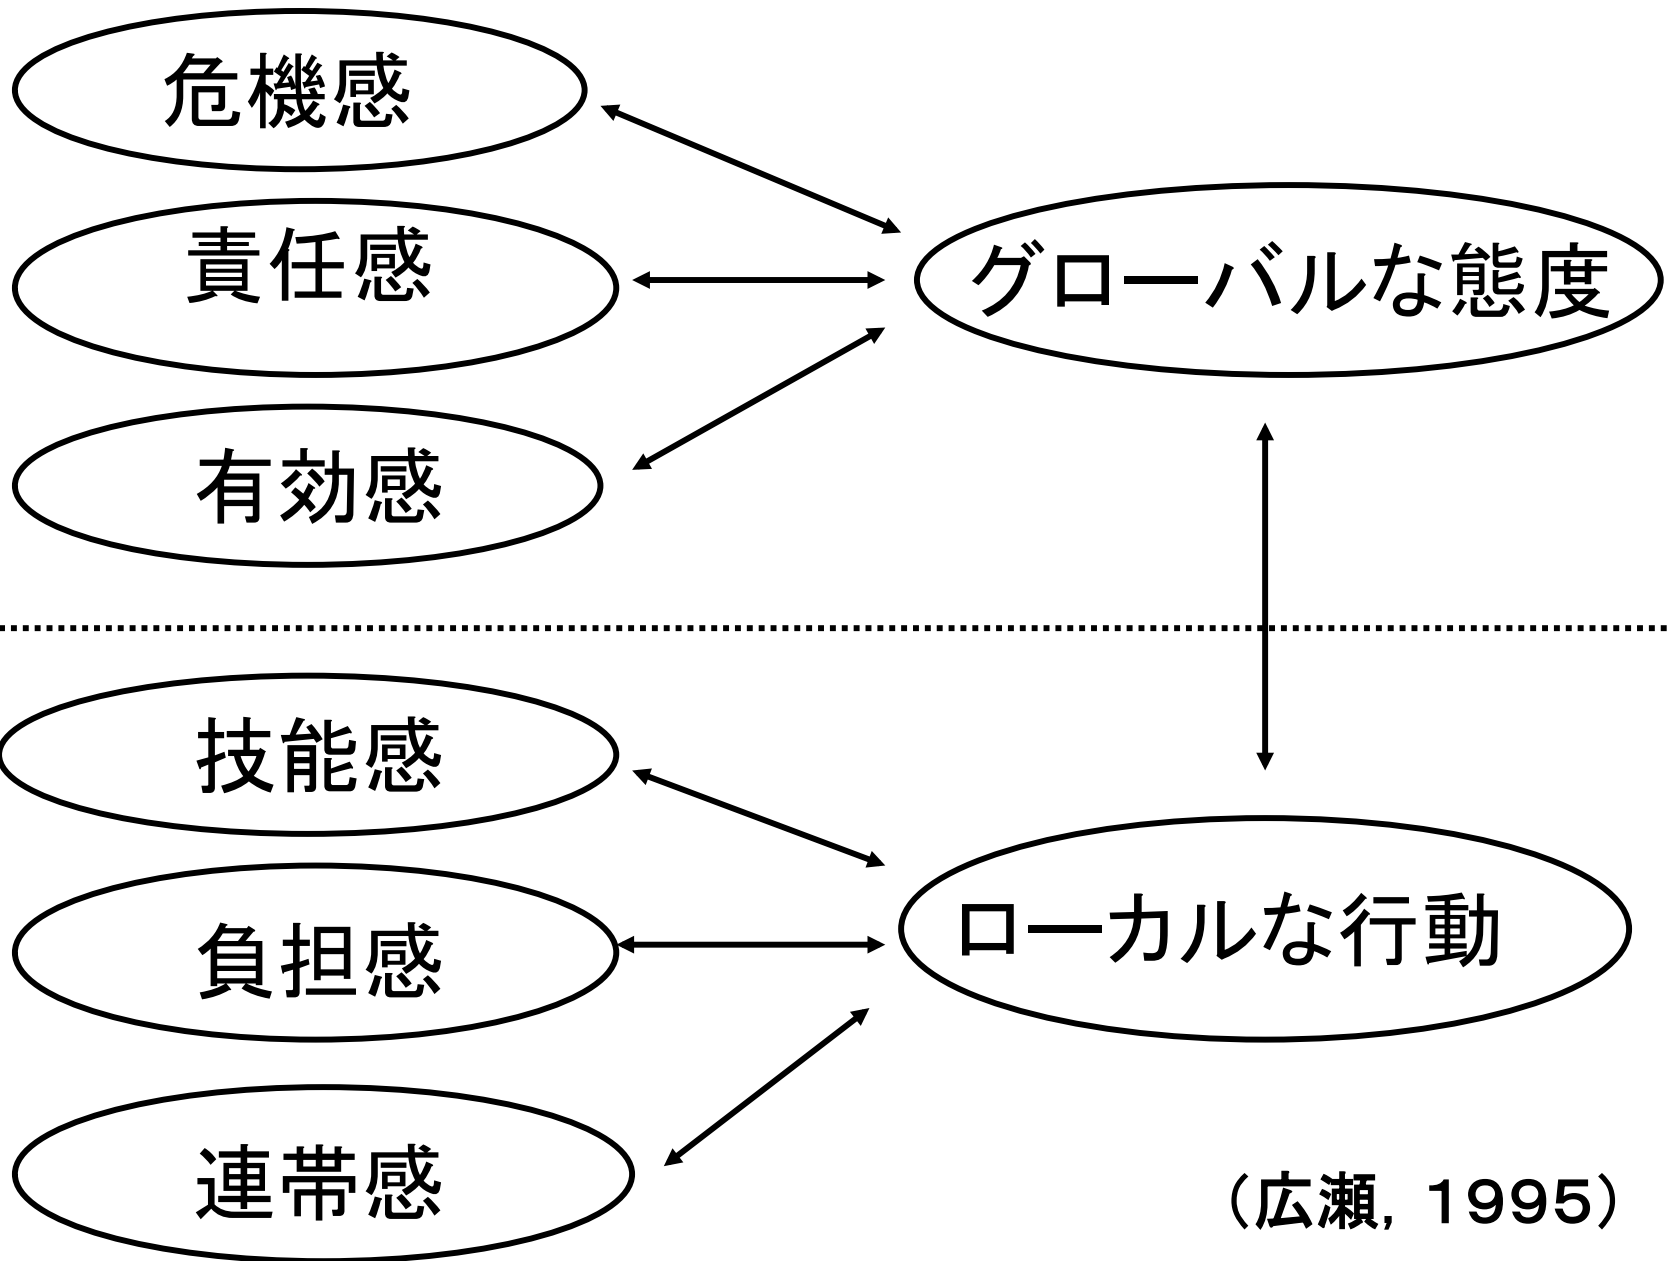 危機感
責任感
グローバルな態度
有効感
技能感
負担感
ローカルな行動
連帯感
（広瀬，１９９５）